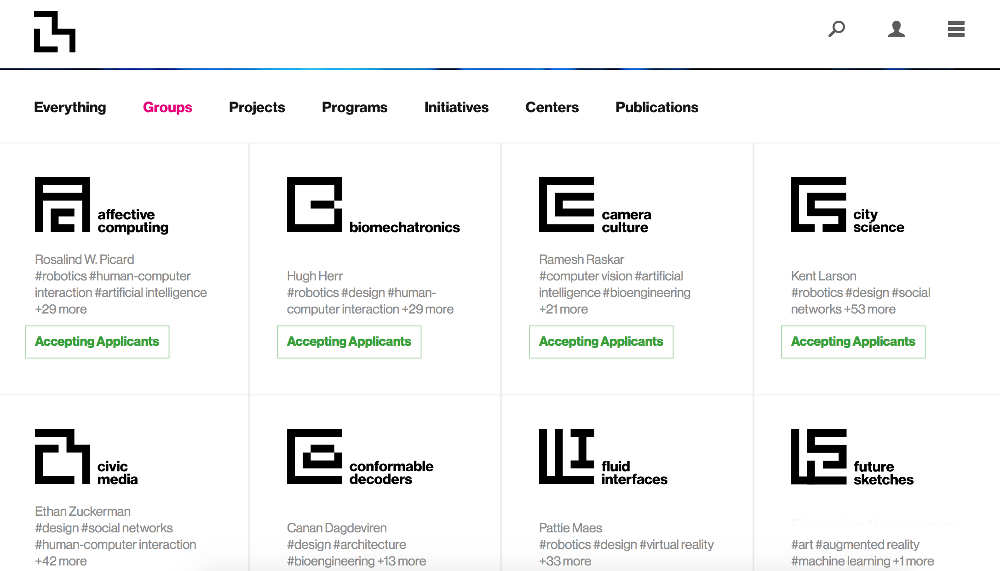 Everything Groups Projects Programs Initiatives Centers Publications
affective
computing
Rosalind W. Picard
#robotics #human-computer
interaction #artificial intelligence
+29 more
Accepting Applicants
biomechatronics
Hugh Herr
#robotics #design #human-
computer interaction +29 more
Accepting Applicants
camera
culture
Ramesh Raskar
#computer vision #artificial
intelligence #bioengineering
+21 more
Accepting Applicants
city
science
Kent Larson
#robotics #design #social
networks +53 more
Accepting Applicants
civic
media
Ethan Zuckerman
#design #social networks
#human-computer interaction
+42 more
conformable
decoders
Canan Dagdeviren
#design #architecture
#bioengineering +13 more
fluid
interfaces
Pattie Maes
#robotics #design #virtual reality
+33 more
future
sketches
#art #augmented reality
#machine learning +1 more